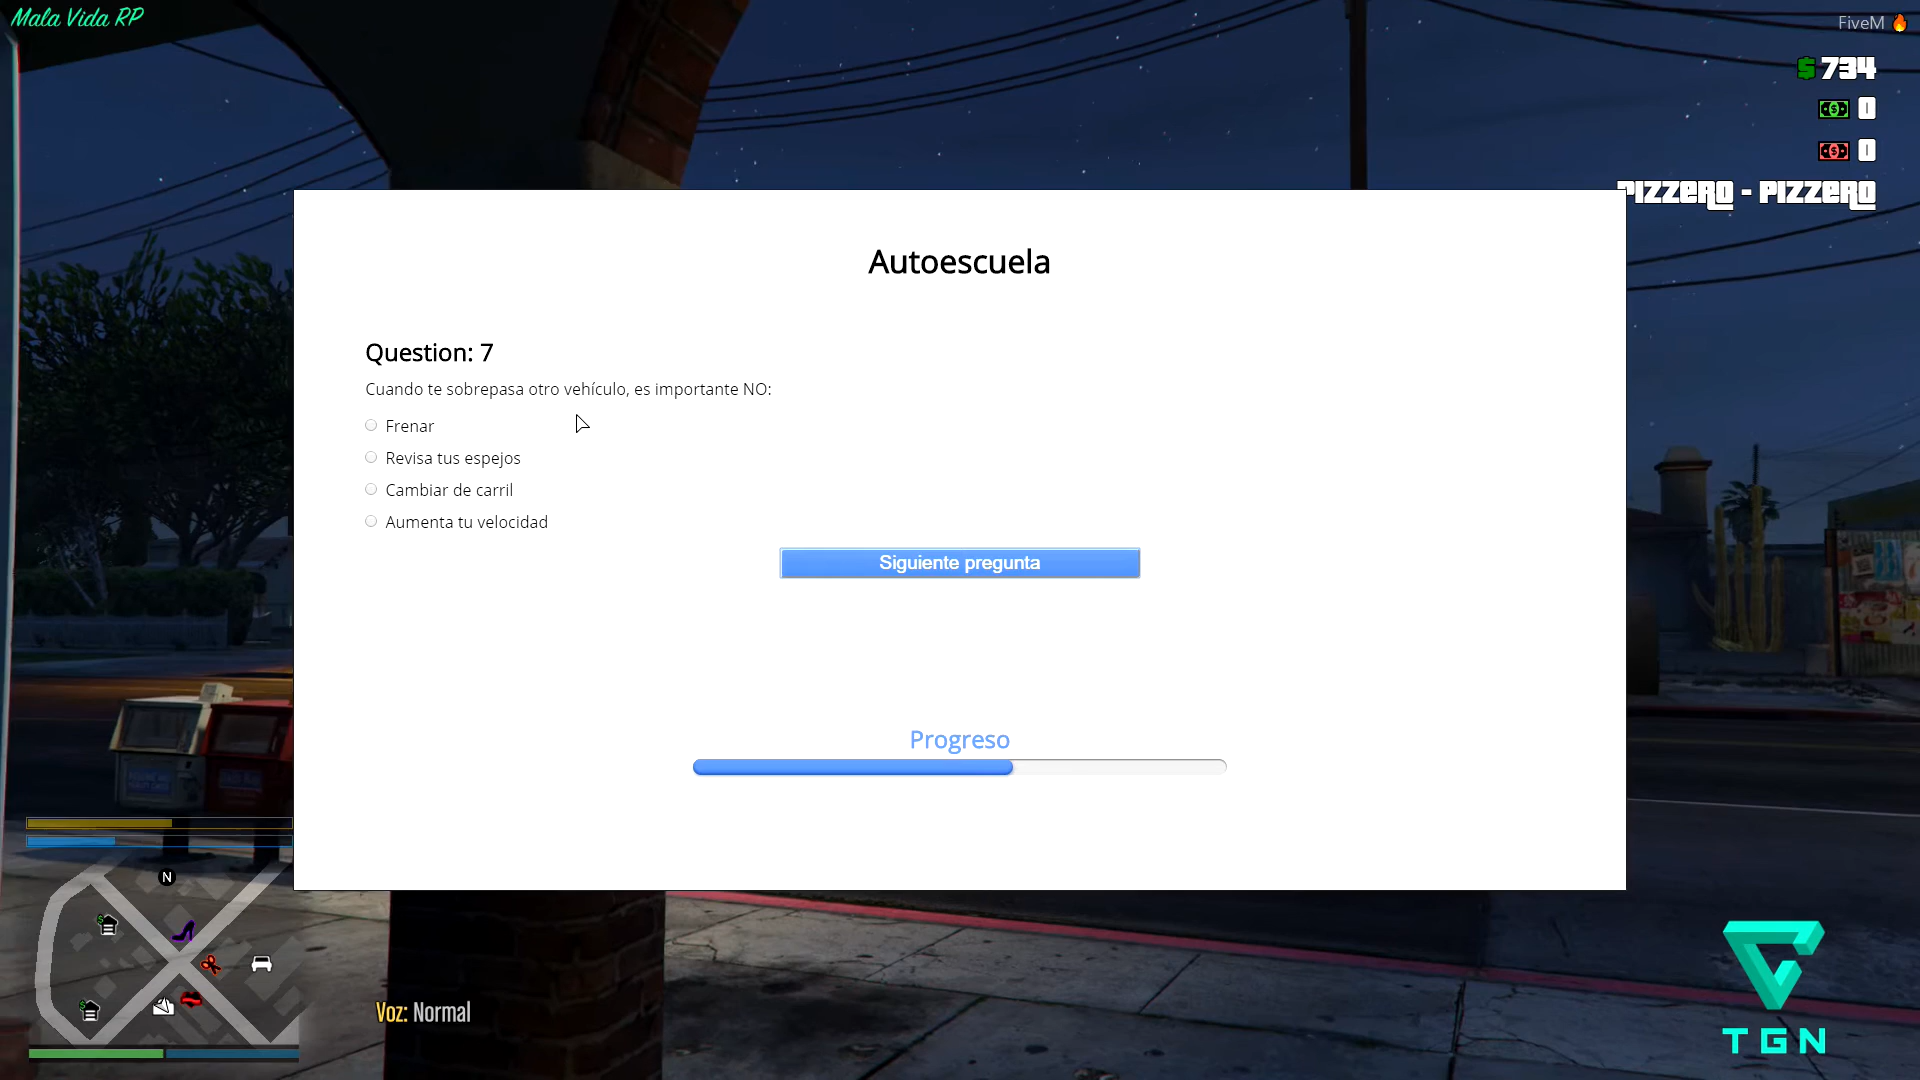 Mala Vida RP
FiveM
$ 734
0
0
PIZZERO - PIZZERO
Autoescuela
Question: 7
Cuando te sobrepasa otro vehículo, es importante NO:
Frenar
Revisa tus espejos
Cambiar de carril
Aumenta tu velocidad
Siguiente pregunta
Progreso
N
Voz: Normal
TGN